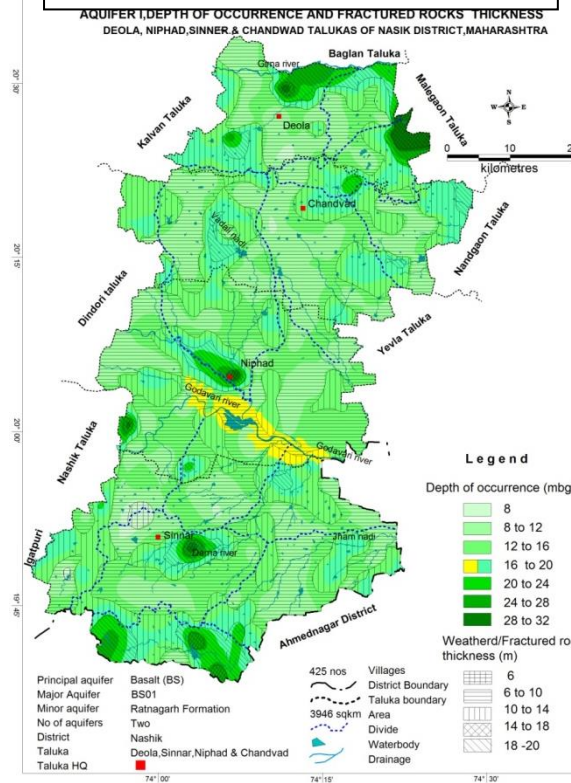 AQUIFER I,DEPTH OF OCCURRENCE AND FRACTURED ROCKS THICKNESS
DEOLA, NIPHAD,SINNER & CHANDWAD TALUKAS OF NASIK DISTRICT,MAHARASHTRA
Baglan Taluka
Girna river
20°30'
Malegaon Taluka
Kalvan Taluka
Deola
N
W E
S
0 10 2
kilometres
Chandvad
Vadali nadi
Nandgaon Taluka
20°15'
Dindori taluka
Yevla Taluka
Niphad
Godavari river
20°00'
Godavari river
Nashik Taluka
Legend
Depth of occurrence (mbg
8
8 to 12
12 to 16
16 to 20
20 to 24
24 to 28
28 to 32
Sinnar
Jham nadi
Igatpuri
Derna river
19°45'
Ahmednagar District
Weatherd/Fractured ro
thickness (m)
6
6 to 10
10 to 14
14 to 18
18 -20
Principal aquifer Basalt (BS)
Major Aquifer BS01
Minor aquifer Ratnagarh Formation
No of aquifers Two
District Nashik
Taluka Deola,Sinnar,Niphad & Chandvad
Taluka HQ
425 nos Villages
District Boundary
Taluka boundary
3946 sqkm Area
Divide
Waterbody
Drainage
74°00' 74°15' 74°30'